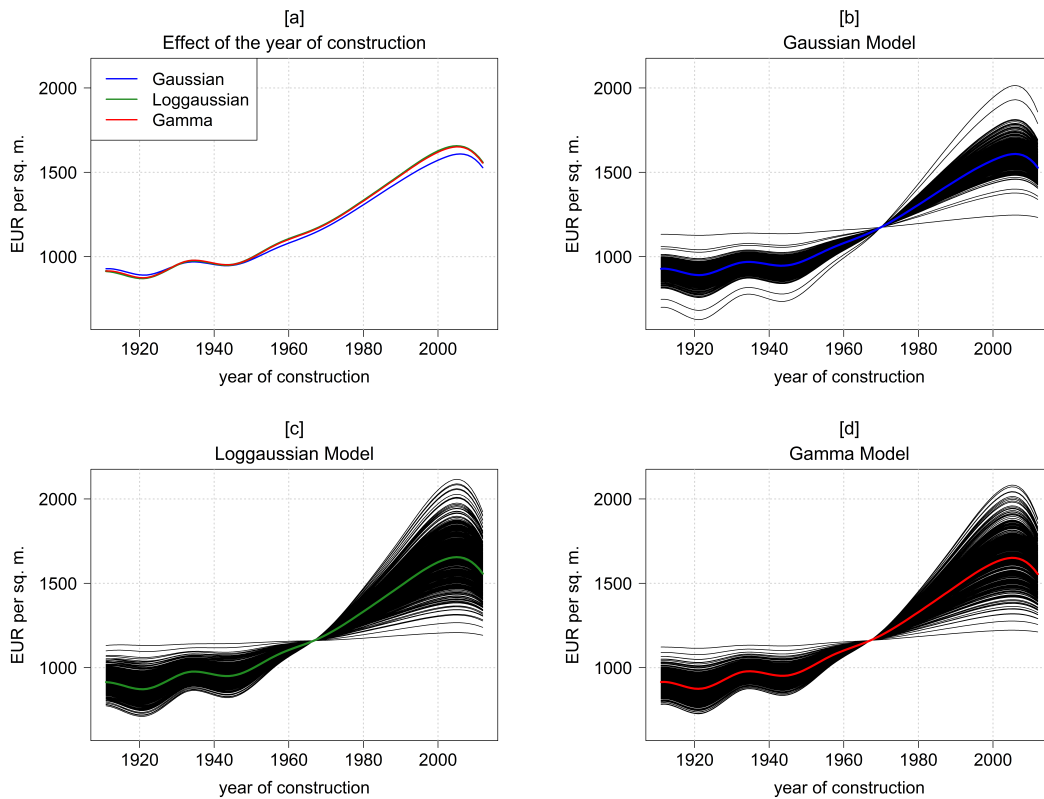 [a]
Effect of the year of construction
Gaussian
Loggaussian
Gamma
EUR per sq. m.
2000
1500
1000
1920 1940 1960 1980 2000
year of construction
[b]
Gaussian Model
EUR per sq. m.
2000
1500
1000
1920 1940 1960 1980 2000
year of construction
[c]
Loggaussian Model
EUR per sq. m.
2000
1500
1000
1920 1940 1960 1980 2000
year of construction
[d]
Gamma Model
EUR per sq. m.
2000
1500
1000
1920 1940 1960 1980 2000
year of construction